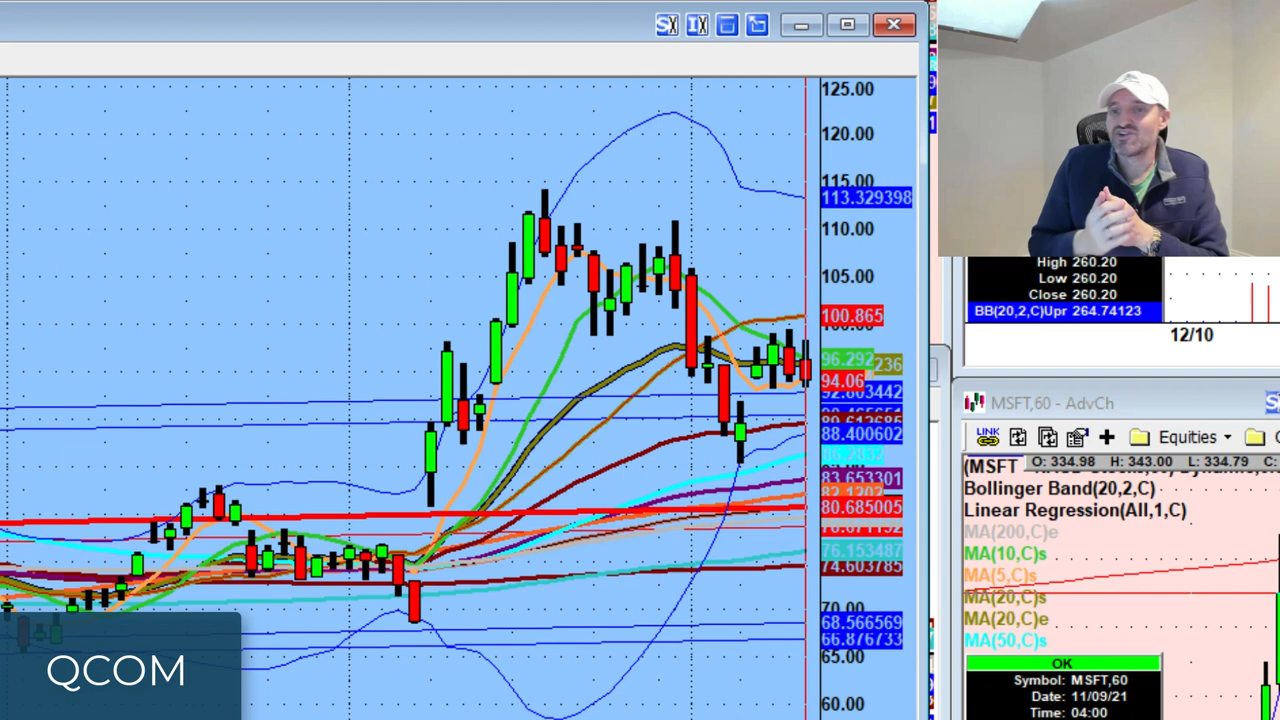 125.00
120.00
115.00
113.329398
110.00
105.00
100.865
96.292
236
94.06
88.400602
83.653301
80.685005
76.153487
74.603785
70.00
68.566569
66.876733
65.00
60.00
QCOM
High 260.20
Low 260.20
Close 260.20
BB(20,2,C)Upr 264.74123
12/10
MSFT,60 - AdvCh
LINK
Equities
(MSFT
O: 334.98 H: 343.00 L: 334.79 C:
Bollinger Band(20,2,C)
Linear Regression(All,1,C)
MA(200,C)e
MA(10,C)s
MA(5,C)s
MA(20,C)s
MA(20,C)e
MA(50,C)s
OK
Symbol: MSFT,60
Date: 11/09/21
Time: 04:00